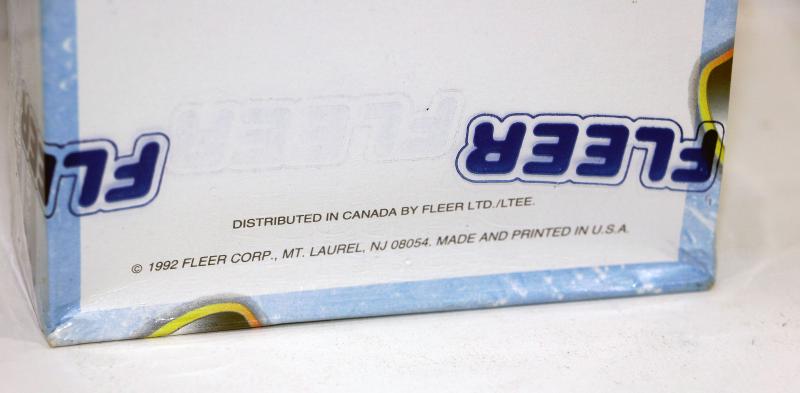 FLEER FLEER FLEER
DISTRIBUTED IN CANADA BY FLEER LTD./LTEE.
© 1992 FLEER CORP., MT. LAUREL, NJ 08054. MADE AND PRINTED IN U.S.A.